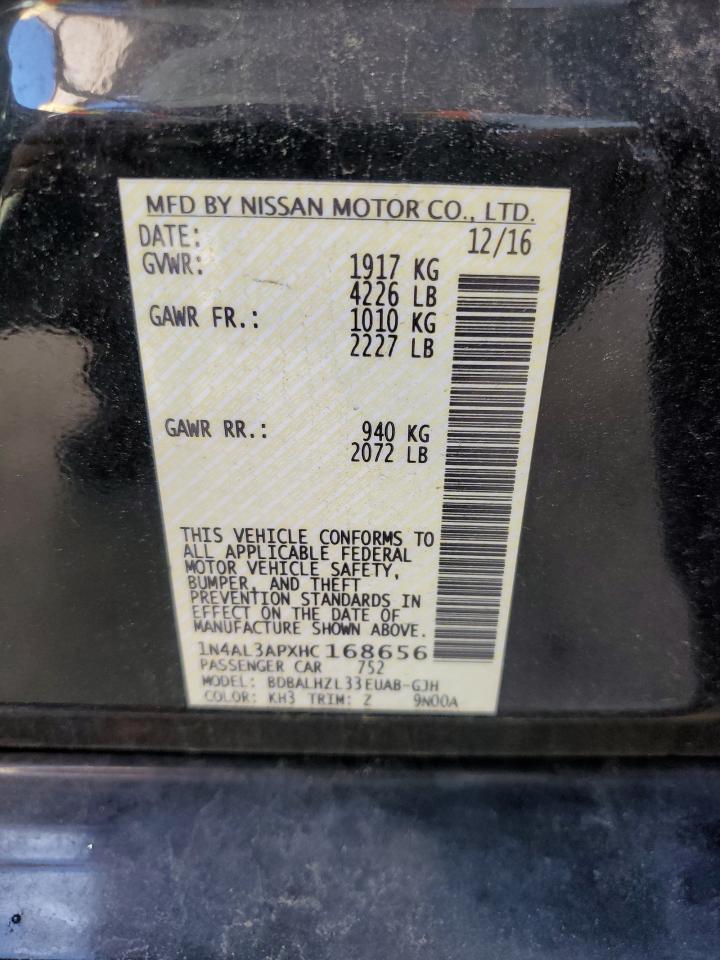 MFD BY NISSAN MOTOR CO., LTD.
DATE: 12/16
GVWR: 1917 KG
4226 LB
GAWR FR.: 1010 KG
2227 LB
GAWR RR.: 940 KG
2072 LB
THIS VEHICLE CONFORMS TO
ALL APPLICABLE FEDERAL
MOTOR VEHICLE SAFETY,
BUMPER, AND THEFT
PREVENTION STANDARDS IN
EFFECT ON THE DATE OF
MANUFACTURE SHOWN ABOVE.
1N4AL3APXHC168656
PASSENGER CAR 752
MODEL: BDBALHZL33EUAB-GJH
COLOR: KH3 TRIM: Z 9N00A